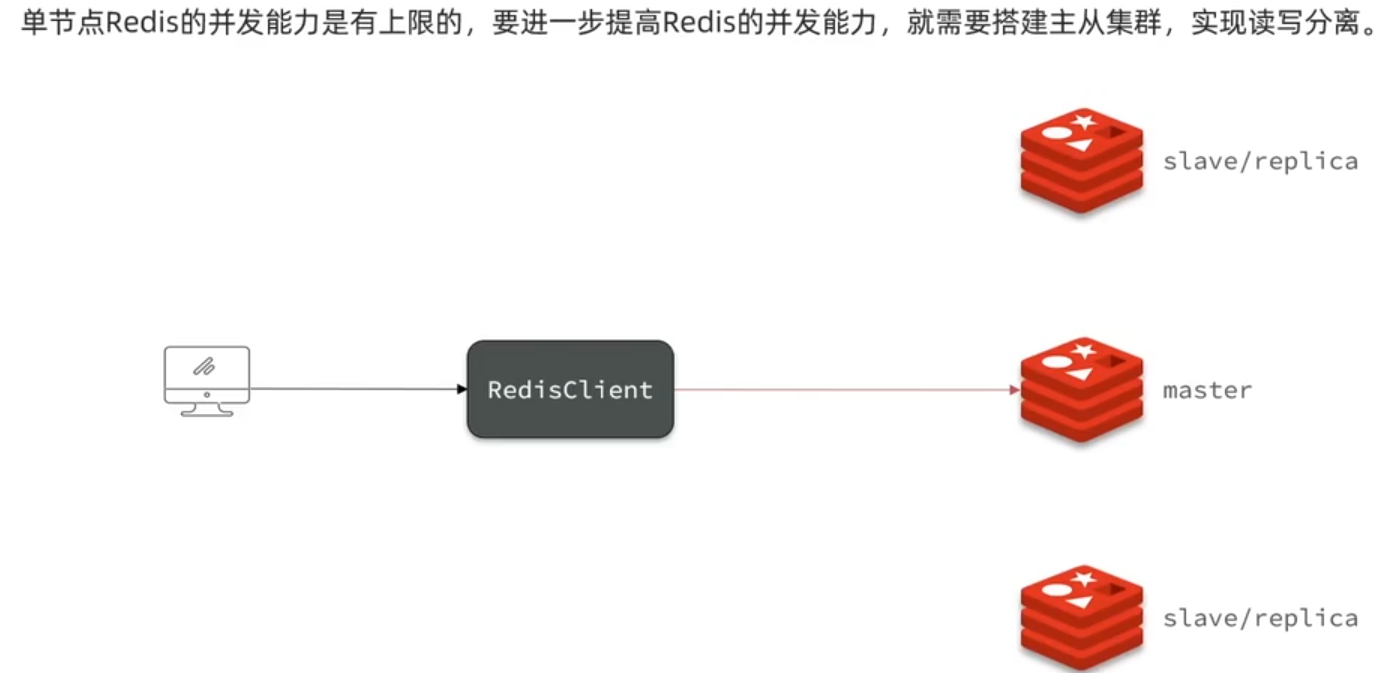 单节点Redis的并发能力是有上限的，要进一步提高Redis的并发能力，就需要搭建主从集群，实现读写分离。
slave/replica
RedisClient
master
slave/replica